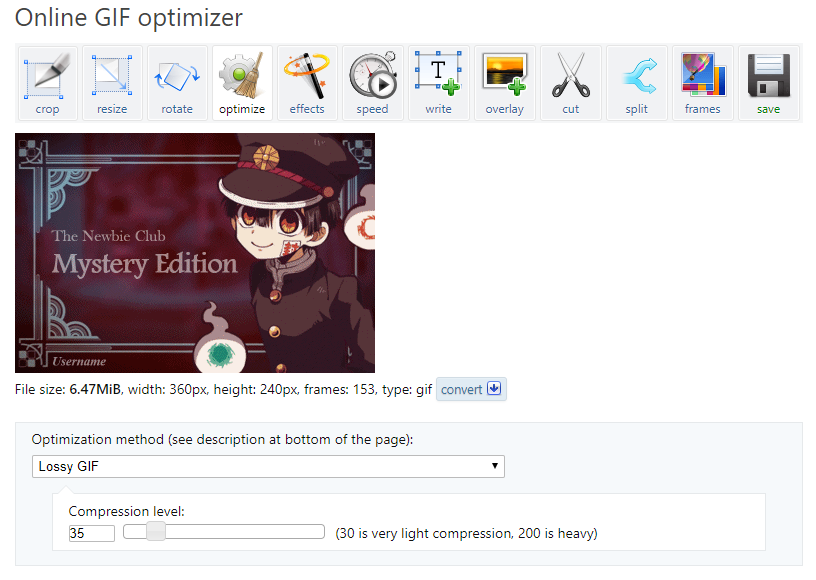 Online GIF optimizer
crop resize rotate optimize effects speed write overlay cut split frames save
The Newbie Club
Mystery Edition
Username
File size: 6.47MiB, width: 360px, height: 240px, frames: 153, type: gif convert
Optimization method (see description at bottom of the page):
Lossy GIF
Compression level:
35 (30 is very light compression, 200 is heavy)